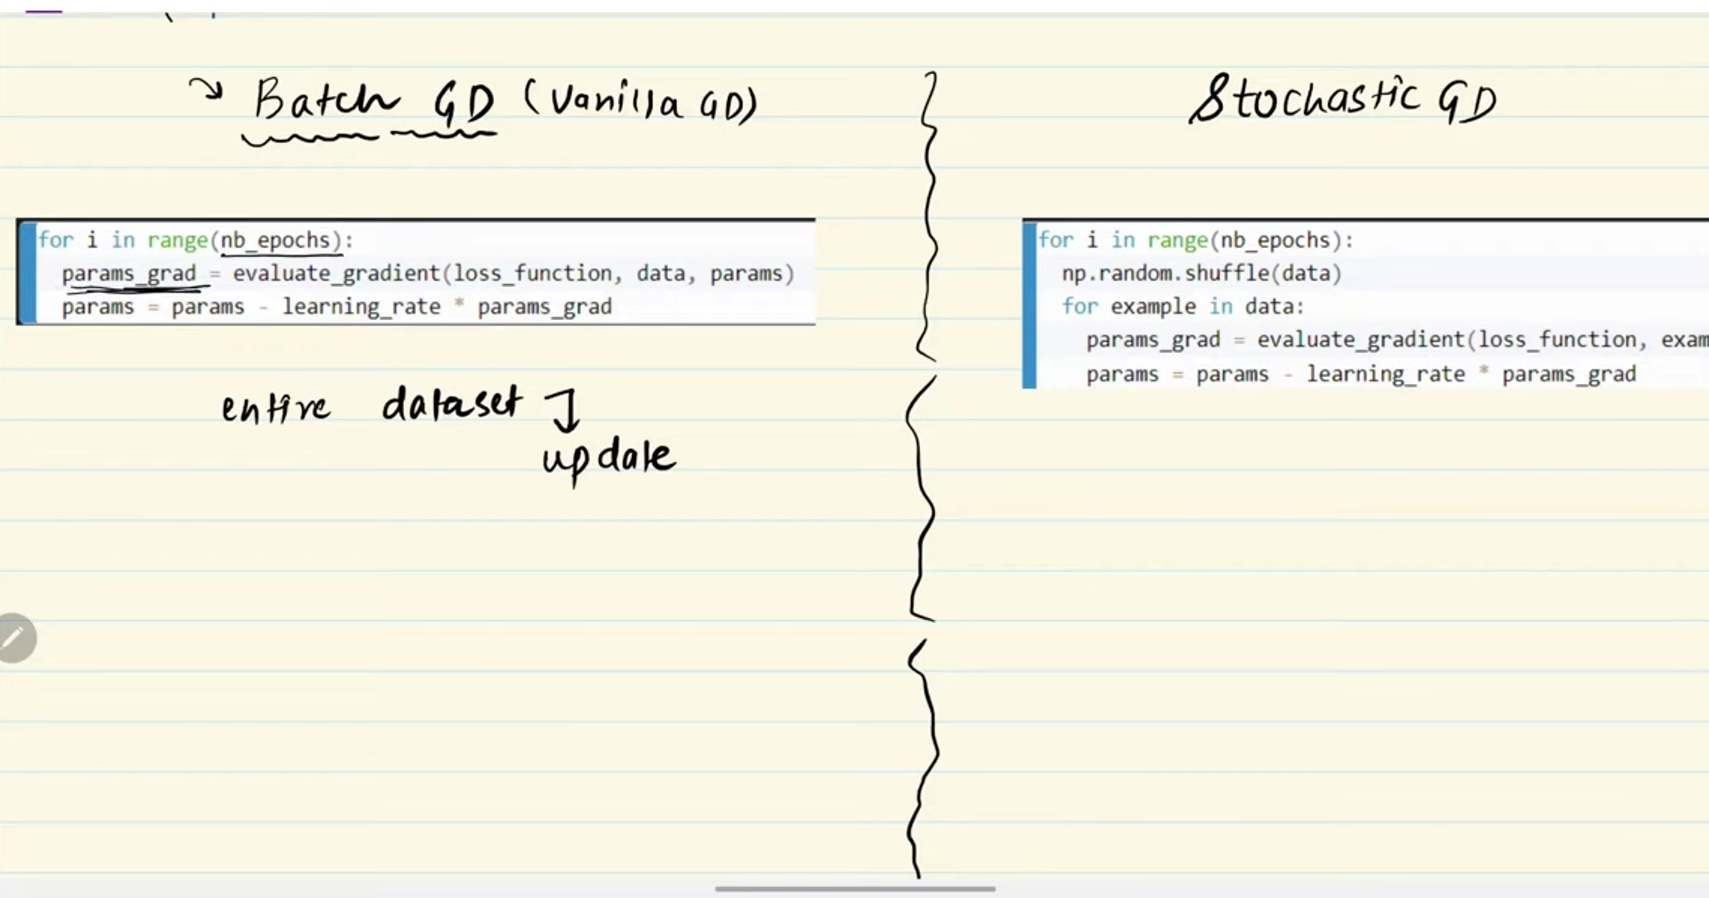 Batch GD (Vanilla GD)
for i in range(nb_epochs):
params_grad = evaluate_gradient(loss_function, data, params)
params = params - learning_rate * params_grad
entire dataset
update
Stochastic GD
for i in range(nb_epochs):
np.random.shuffle(data)
for example in data:
params_grad = evaluate_gradient(loss_function, exam
params = params - learning_rate * params_grad